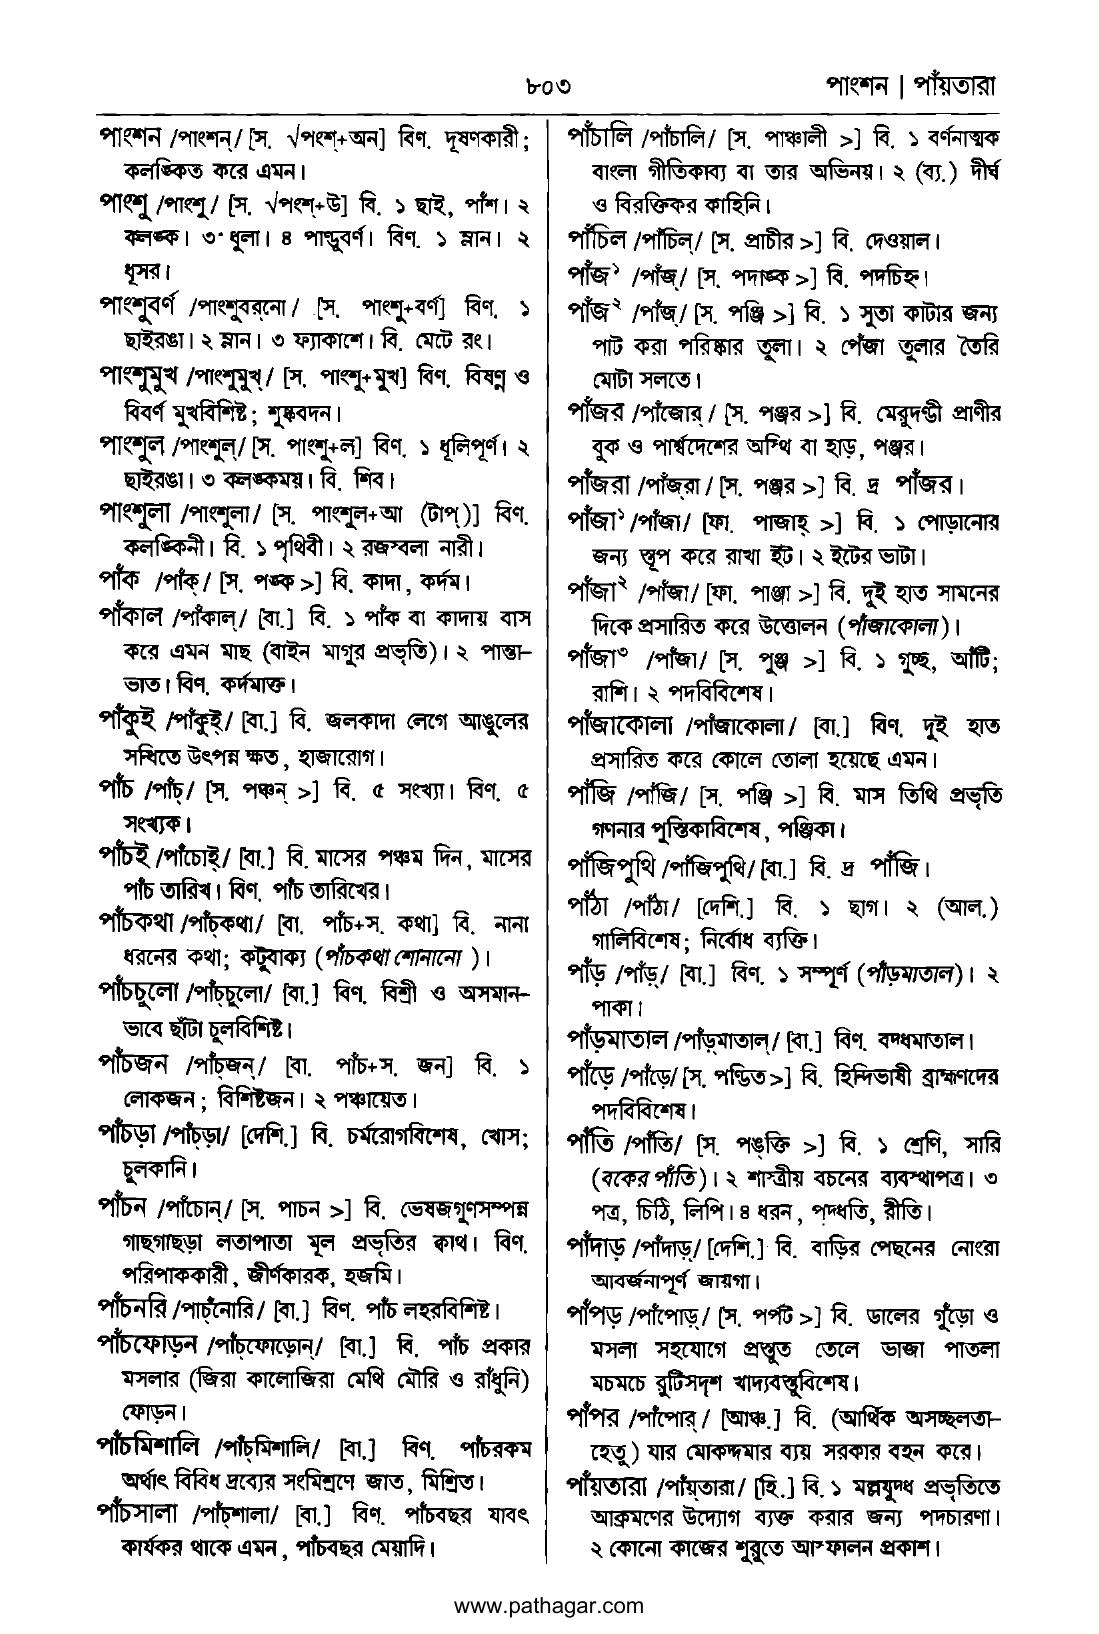 ৮০৩
পাংশন | পাঁয়তারা
পাংশন /পাংশন্/ [স. √পংশ্+অন] বিণ. দূষণকারী;
কলঙ্কিত করে এমন।
পাংশু /পাংশু/ [স. √পংশ্+উ] বি. ১ ছাই, পাঁশ। ২
কলঙ্ক। ৩ ধুলা। ৪ পাণ্ডুবর্ণ। বিণ. ১ ম্লান। ২
ধূসর।
পাংশুবর্ণ /পাংশুবর্‌নো/ [স. পাংশু+বর্ণ] বিণ. ১
ছাইরঙা। ২ ম্লান। ৩ ফ্যাকাশে। বি. মেটে রং।
পাংশুমুখ /পাংশুমুখ্/ [স. পাংশু+মুখ] বিণ. বিষণ্ন ও
বিবর্ণ মুখবিশিষ্ট; শুষ্কবদন।
পাংশুল /পাংশুল্/ [স. পাংশু+ল] বিণ. ১ ধূলিপূর্ণ। ২
ছাইরঙা। ৩ কলঙ্কময়। বি. শিব।
পাংশুলা /পাংশুলা/ [স. পাংশুল+আ (টাপ্)] বিণ.
কলঙ্কিনী। বি. ১ পৃথিবী। ২ রজস্বলা নারী।
পাঁক /পাঁক্/ [স. পঙ্ক >] বি. কাদা, কর্দম।
পাঁকাল /পাঁকাল্/ [বা.] বি. ১ পাঁক বা কাদায় বাস
করে এমন মাছ (বাইন মাগুর প্রভৃতি)। ২ পান্তা–
ভাত। বিণ. কর্দমাক্ত।
পাঁকুই /পাঁকুই্/ [বা.] বি. জলকাদা লেগে আঙুলের
সন্ধিতে উৎপন্ন ক্ষত, হাজারোগ।
পাঁচ /পাঁচ্/ [স. পঞ্চন্ >] বি. ৫ সংখ্যা। বিণ. ৫
সংখ্যক।
পাঁচই /পাঁচোই্/ [বা.] বি. মাসের পঞ্চম দিন, মাসের
পাঁচ তারিখ। বিণ. পাঁচ তারিখের।
পাঁচকথা /পাঁচ্‌কথা/ [বা. পাঁচ+স. কথা] বি. নানা
ধরনের কথা; কটুবাক্য (পাঁচকথা শোনানো )।
পাঁচচুলো /পাঁচ্‌চুলো/ [বা.] বিণ. বিশ্রী ও অসমান–
ভাবে ছাঁটা চুলবিশিষ্ট।
পাঁচজন /পাঁচ্‌জন্/ [বা. পাঁচ+স. জন] বি. ১
লোকজন; বিশিষ্টজন। ২ পঞ্চায়েত।
পাঁচড়া /পাঁচ্‌ড়া/ [দেশি.] বি. চর্মরোগবিশেষ, খোস;
চুলকানি।
পাঁচন /পাঁচোন্/ [স. পাচন >] বি. ভেষজগুণসম্পন্ন
গাছগাছড়া লতাপাতা মূল প্রভৃতির ক্বাথ। বিণ.
পরিপাককারী, জীর্ণকারক, হজমি।
পাঁচনরি /পাচ্‌নোরি/ [বা.] বিণ. পাঁচ লহরবিশিষ্ট।
পাঁচফোড়ন /পাঁচ্‌ফোড়োন্/ [বা.] বি. পাঁচ প্রকার
মসলার (জিরা কালোজিরা মেথি মৌরি ও রাঁধুনি)
ফোড়ন।
পাঁচমিশালি /পাঁচ্‌মিশালি/ [বা.] বিণ. পাঁচরকম
অর্থাৎ বিবিধ দ্রব্যের সংমিশ্রণে জাত, মিশ্রিত।
পাঁচসালা /পাঁচ্‌শালা/ [বা.] বিণ. পাঁচবছর যাবৎ
কার্যকর থাকে এমন, পাঁচবছর মেয়াদি।
পাঁচালি /পাঁচালি/ [স. পাঞ্চালী >] বি. ১ বর্ণনাত্মক
বাংলা গীতিকাব্য বা তার অভিনয়। ২ (ব্য.) দীর্ঘ
ও বিরক্তিকর কাহিনি।
পাঁচিল /পাঁচিল্/ [স. প্রাচীর >] বি. দেওয়াল।
পাঁজ১ /পাঁজ্/ [স. পদাঙ্ক >] বি. পদচিহ্ন।
পাঁজ২ /পাঁজ্/ [স. পঞ্জি >] বি. ১ সুতা কাটার জন্য
পাট করা পরিষ্কার তুলা। ২ পেঁজা তুলার তৈরি
মোটা সলতে।
পাঁজর /পাঁজোর্/ [স. পঞ্জর >] বি. মেরুদণ্ডী প্রাণীর
বুক ও পার্শ্বদেশের অস্থি বা হাড়, পঞ্জর।
পাঁজরা /পাঁজ্‌রা/ [স. পঞ্জর >] বি. দ্র পাঁজর।
পাঁজা১ /পাঁজা/ [ফা. পাজাহ্ >] বি. ১ পোড়ানোর
জন্য স্তূপ করে রাখা ইট। ২ ইটের ভাটা।
পাঁজা২ /পাঁজা/ [ফা. পাঞ্জা >] বি. দুই হাত সামনের
দিকে প্রসারিত করে উত্তোলন (পাঁজাকোলা)।
পাঁজা৩ /পাঁজা/ [স. পুঞ্জ >] বি. ১ গুচ্ছ, আঁটি;
রাশি। ২ পদবিবিশেষ।
পাঁজাকোলা /পাঁজাকোলা/ [বা.] বিণ. দুই হাত
প্রসারিত করে কোলে তোলা হয়েছে এমন।
পাঁজি /পাঁজি/ [স. পঞ্জি >] বি. মাস তিথি প্রভৃতি
গণনার পুস্তিকাবিশেষ, পঞ্জিকা।
পাঁজিপুথি /পাঁজিপুথি/ [বা.] বি. দ্র পাঁজি।
পাঁঠা /পাঁঠা/ [দেশি.] বি. ১ ছাগ। ২ (আল.)
গালিবিশেষ; নির্বোধ ব্যক্তি।
পাঁড় /পাঁড়্/ [বা.] বিণ. ১ সম্পূর্ণ (পাঁড়মাতাল)। ২
পাকা।
পাঁড়মাতাল /পাঁড়্‌মাতাল্/ [বা.] বিণ. বদ্ধমাতাল।
পাঁড়ে /পাঁড়ে/ [স. পণ্ডিত>] বি. হিন্দিভাষী ব্রাহ্মণদের
পদবিবিশেষ।
পাঁতি /পাঁতি/ [স. পঙ্‌ক্তি >] বি. ১ শ্রেণি, সারি
(বকের পাঁতি)। ২ শাস্ত্রীয় বচনের ব্যবস্থাপত্র। ৩
পত্র, চিঠি, লিপি। ৪ ধরন, পদ্ধতি, রীতি।
পাঁদাড় /পাঁদাড়্/ [দেশি.] বি. বাড়ির পেছনের নোংরা
আবর্জনাপূর্ণ জায়গা।
পাঁপড় /পাঁপোড়্/ [স. পর্পট >] বি. ডালের গুঁড়ো ও
মসলা সহযোগে প্রস্তুত তেলে ভাজা পাতলা
মচমচে রুটিসদৃশ খাদ্যবস্তুবিশেষ।
পাঁপর /পাঁপোর্/ [আঞ্চ.] বি. (আর্থিক অসচ্ছলতা–
হেতু) যার মোকদ্দমার ব্যয় সরকার বহন করে।
পাঁয়তারা /পাঁয়্‌তারা/ [হি.] বি. ১ মল্লযুদ্ধ প্রভৃতিতে
আক্রমণের উদ্যোগ ব্যক্ত করার জন্য পদচারণা।
২ কোনো কাজের শুরুতে আস্ফালন প্রকাশ।
www.pathagar.com